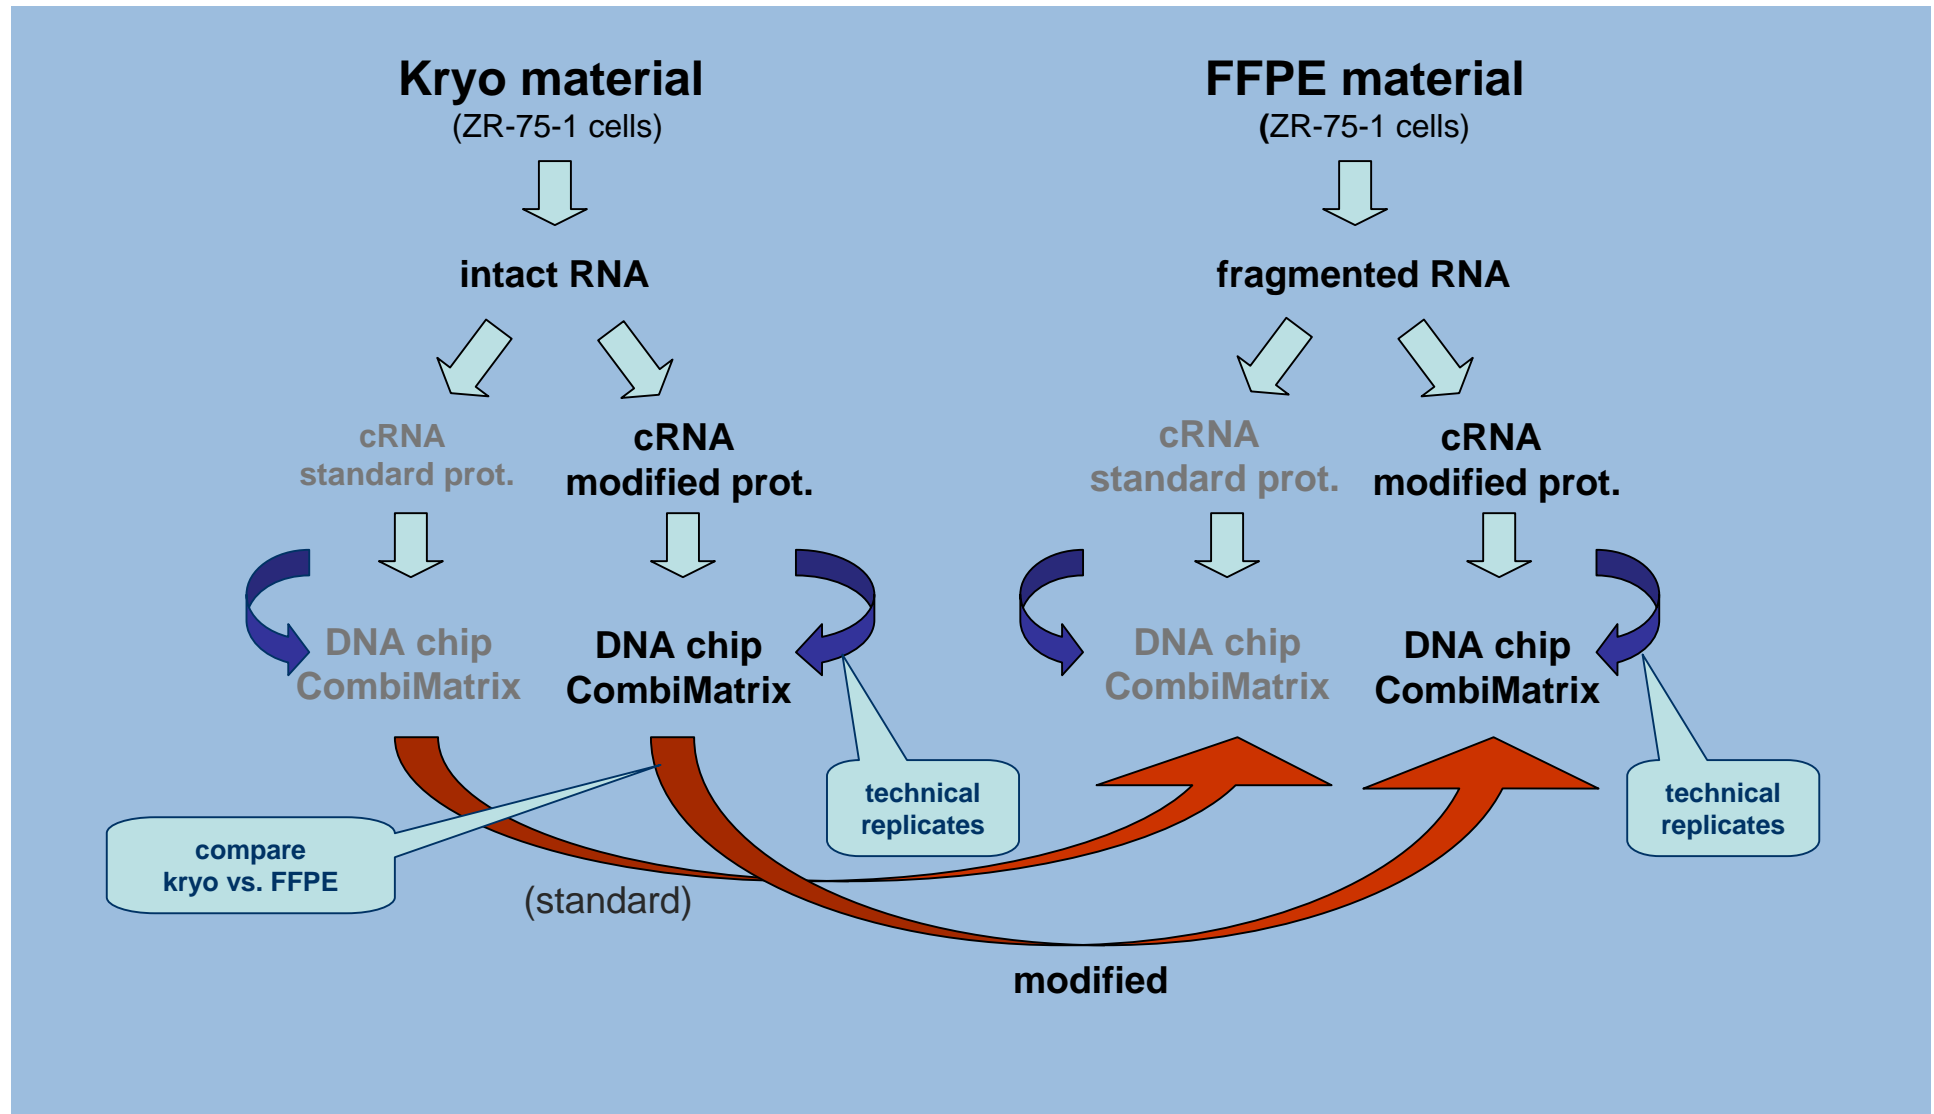 Kryo material
(ZR-75-1 cells)
FFPE material
(ZR-75-1 cells)
intact RNA
fragmented RNA
cRNA
standard prot.
cRNA
modified prot.
cRNA
standard prot.
cRNA
modified prot.
DNA chip
CombiMatrix
DNA chip
CombiMatrix
DNA chip
CombiMatrix
DNA chip
CombiMatrix
technical
replicates
technical
replicates
compare
kryo vs. FFPE
(standard)
modified